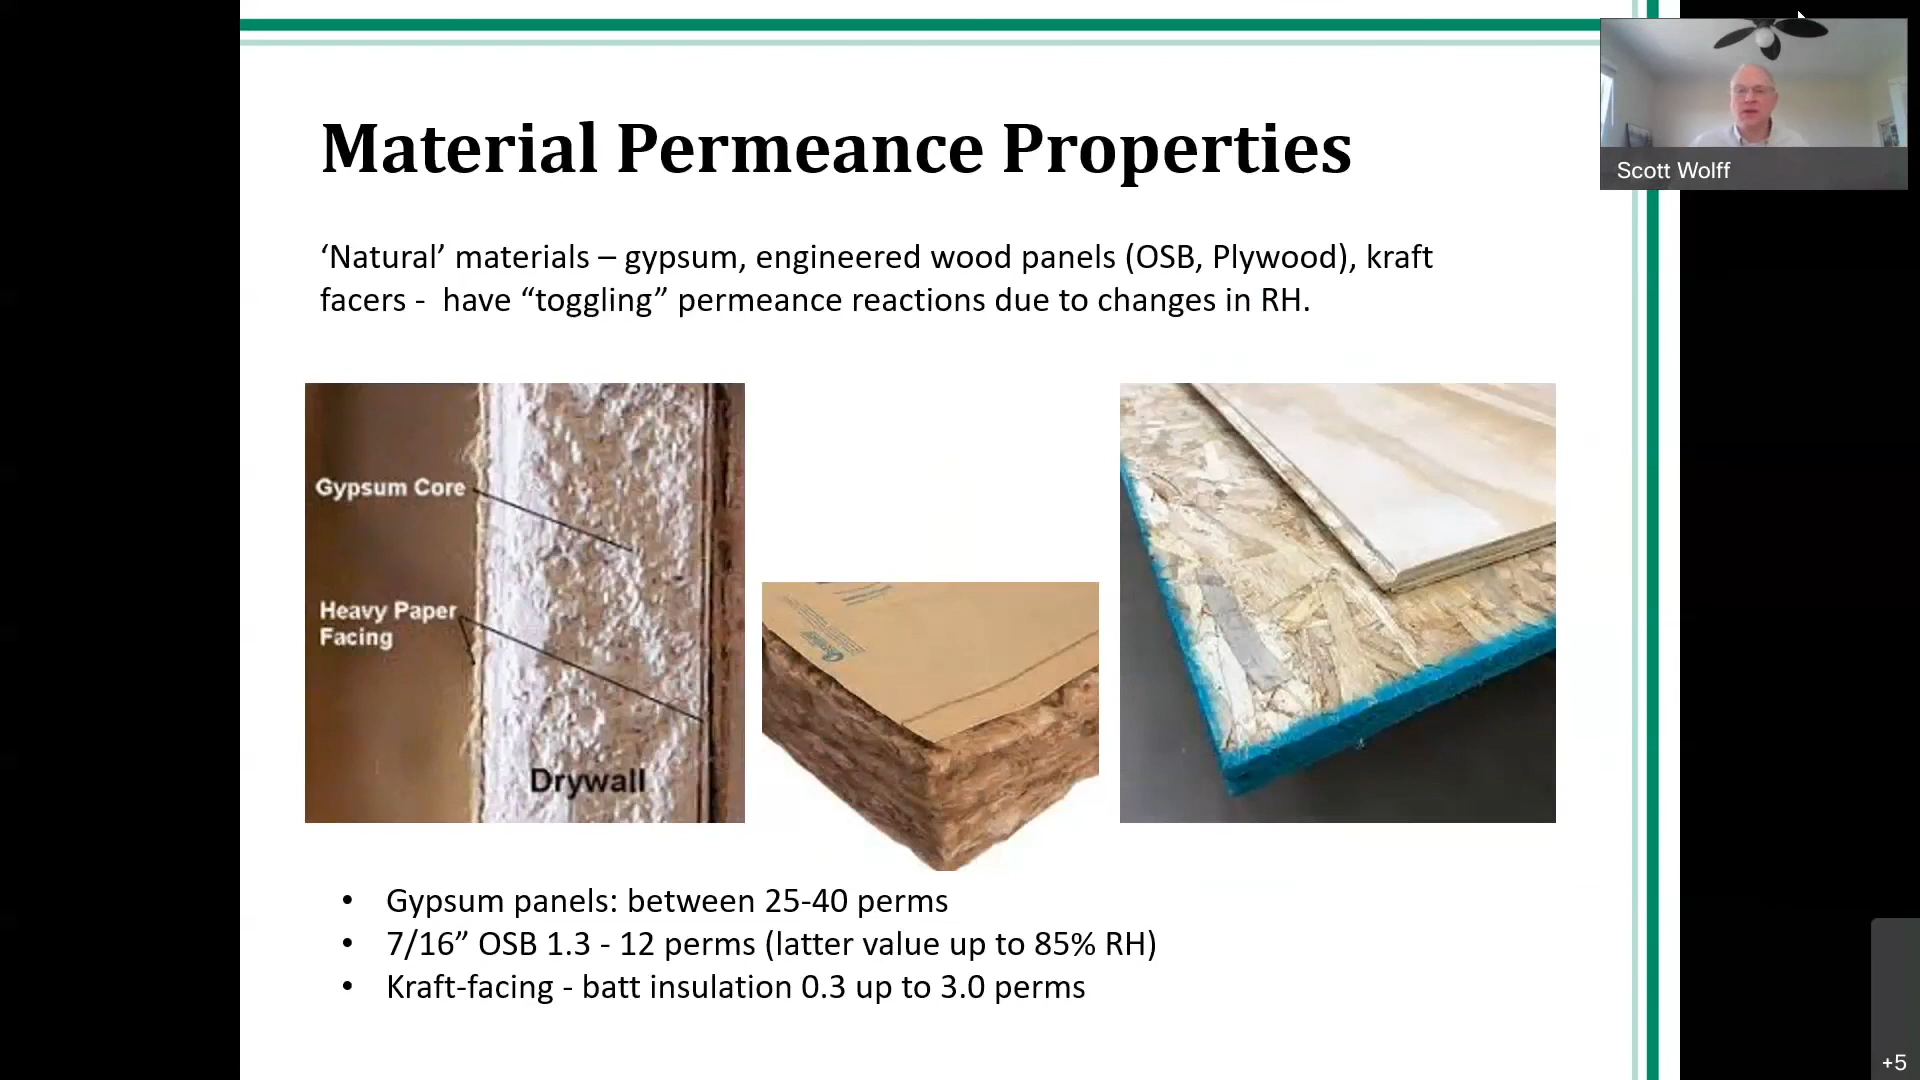 Material Permeance Properties
Scott Wolff
‘Natural’ materials – gypsum, engineered wood panels (OSB, Plywood), kraft
facers -  have “toggling” permeance reactions due to changes in RH.
Gypsum Core
Heavy Paper
Facing
Drywall
• Gypsum panels: between 25-40 perms
• 7/16” OSB 1.3 - 12 perms (latter value up to 85% RH)
• Kraft-facing - batt insulation 0.3 up to 3.0 perms
+5